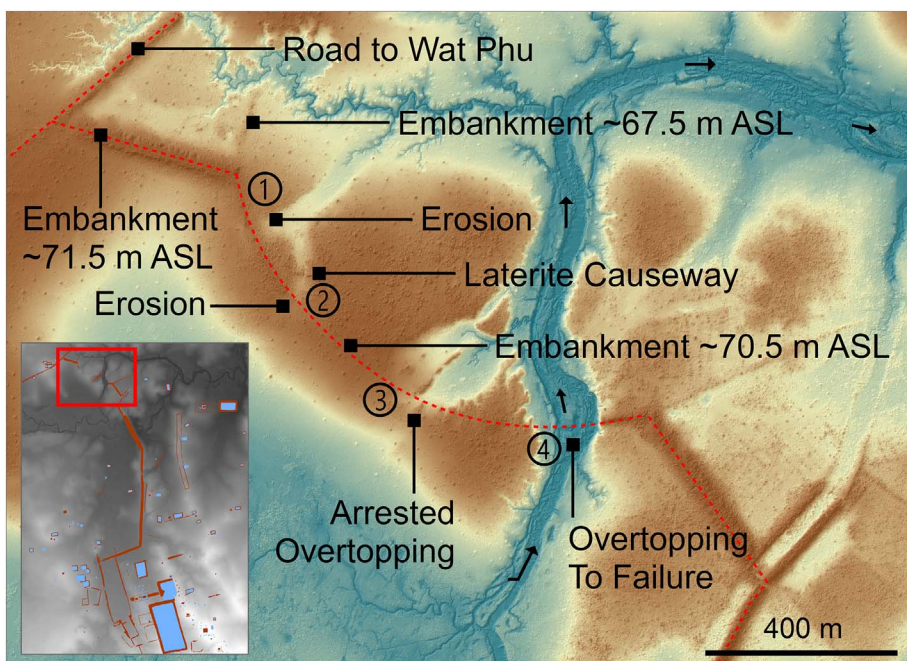 Road to Wat Phu
Embankment ~67.5 m ASL
1
Embankment
~71.5 m ASL
Erosion
Laterite Causeway
Erosion
2
Embankment ~70.5 m ASL
3
4
Arrested
Overtopping
Overtopping
To Failure
400 m